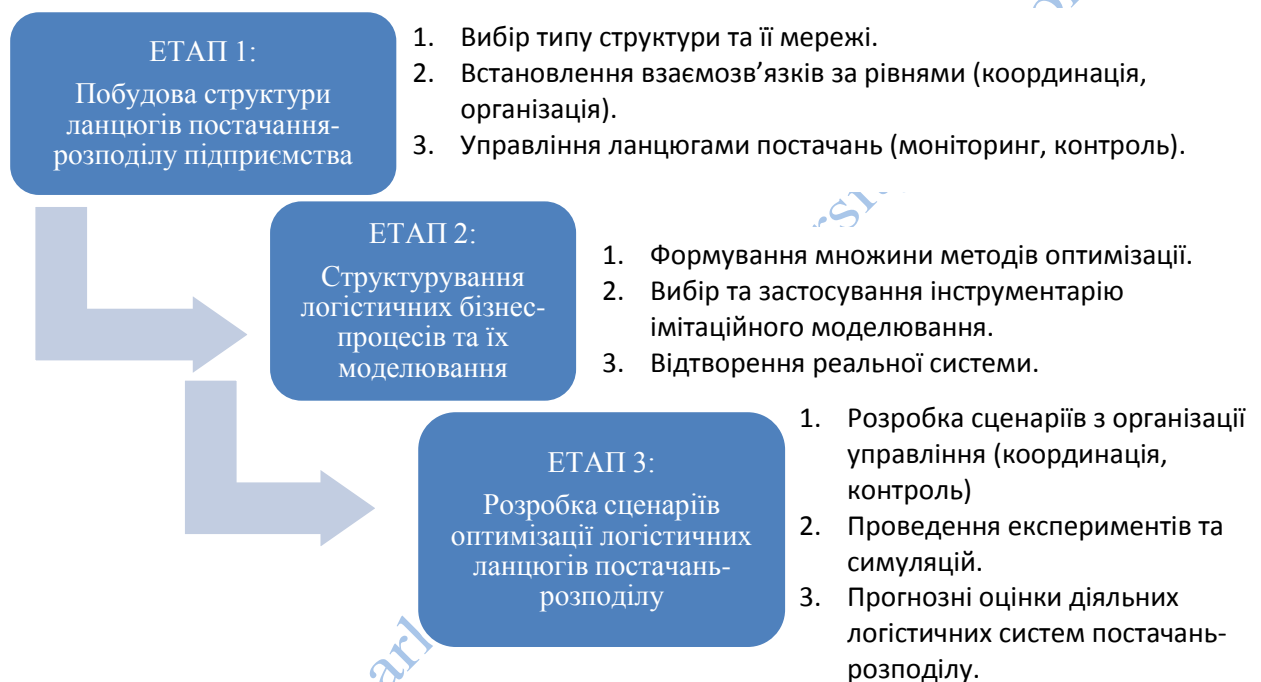 ЕТАП 1:
Побудова структури
ланцюгів постачання-
розподілу підприємства
1. Вибір типу структури та її мережі.
2. Встановлення взаємозв’язків за рівнями (координація,
організація).
3. Управління ланцюгами постачань (моніторинг, контроль).
ЕТАП 2:
Структурування
логістичних бізнес-
процесів та їх
моделювання
1. Формування множини методів оптимізації.
2. Вибір та застосування інструментарію
імітаційного моделювання.
3. Відтворення реальної системи.
ЕТАП 3:
Розробка сценаріїв
оптимізації логістичних
ланцюгів постачань-
розподілу
1. Розробка сценаріїв з організації
управління (координація,
контроль)
2. Проведення експериментів та
симуляцій.
3. Прогнозні оцінки діяльних
логістичних систем постачань-
розподілу.